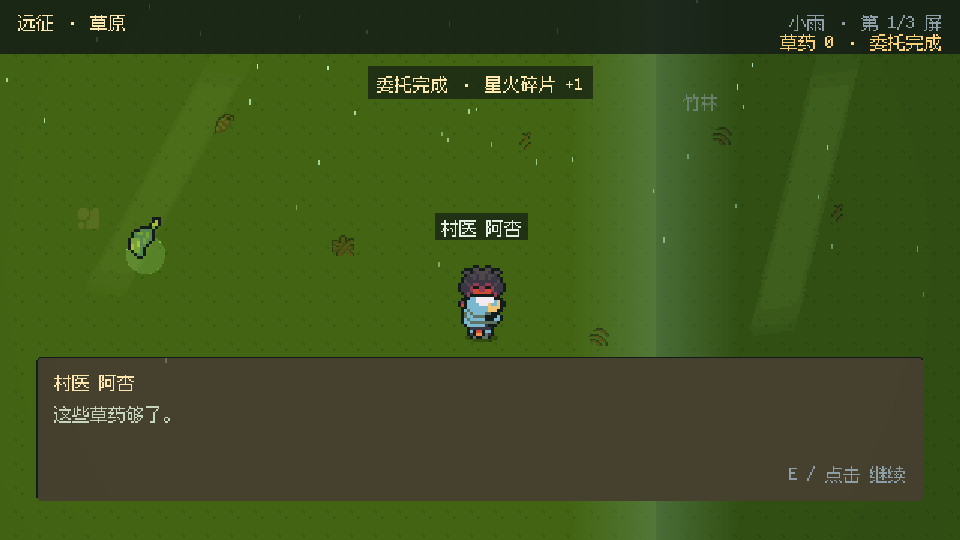 远征 · 草原
小雨 · 第 1/3 屏
草药 0 · 委托完成
委托完成 · 星火碎片 +1
竹林
村医 阿杏
村医 阿杏
这些草药够了。
E / 点击 继续